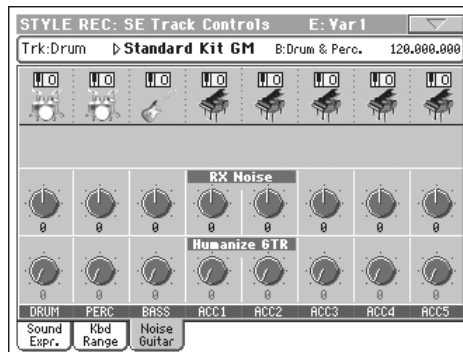 STYLE REC: SE Track Controls E: Var1
Trk:Drum ▷Standard Kit GM B:Drum & Perc. 120.000.000
RX Noise
0 0 0 0 0 0 0 0
Humanize GTR
0 0 0 0 0 0 0 0
DRUM PERC BASS ACC1 ACC2 ACC3 ACC4 ACC5
Sound Expr. Kbd Range Noise Guitar